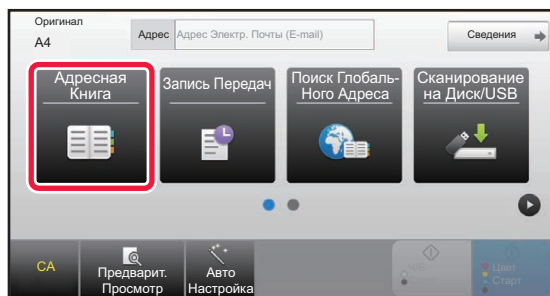 Оригинал
A4
Адрес
Адрес Электр. Почты (E-mail)
Сведения
Адресная
Книга
Запись Передач
Поиск Глобаль-
Ного Адреса
Сканирование
на Диск/USB
CA
Предварит.
Просмотр
Авто
Настройка
Ч/Б
Старт
Цвет
Старт